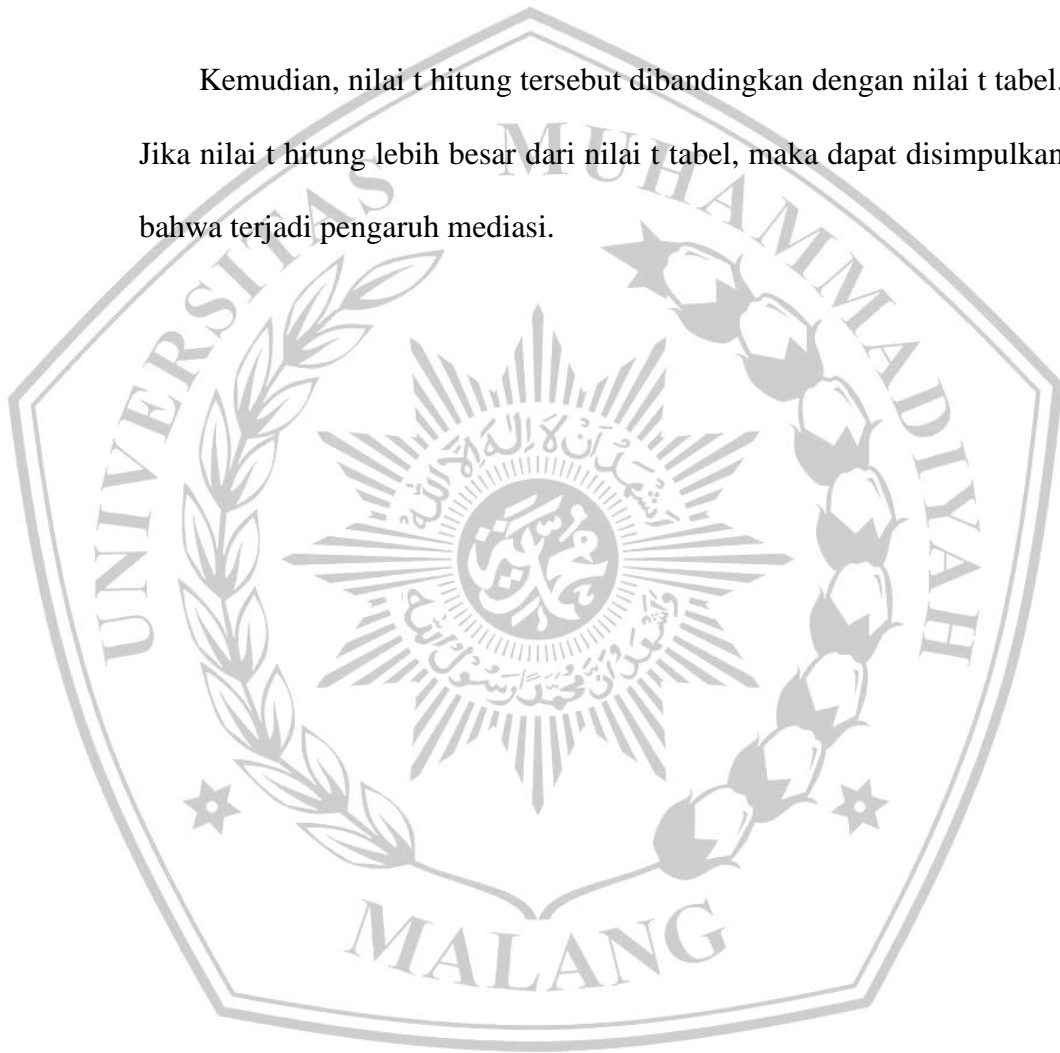 Kemudian, nilai t hitung tersebut dibandingkan dengan nilai t tabel.
Jika nilai t hitung lebih besar dari nilai t tabel, maka dapat disimpulkan
bahwa terjadi pengaruh mediasi.
UNIVERSITAS MUHAMMADIYAH
MALANG